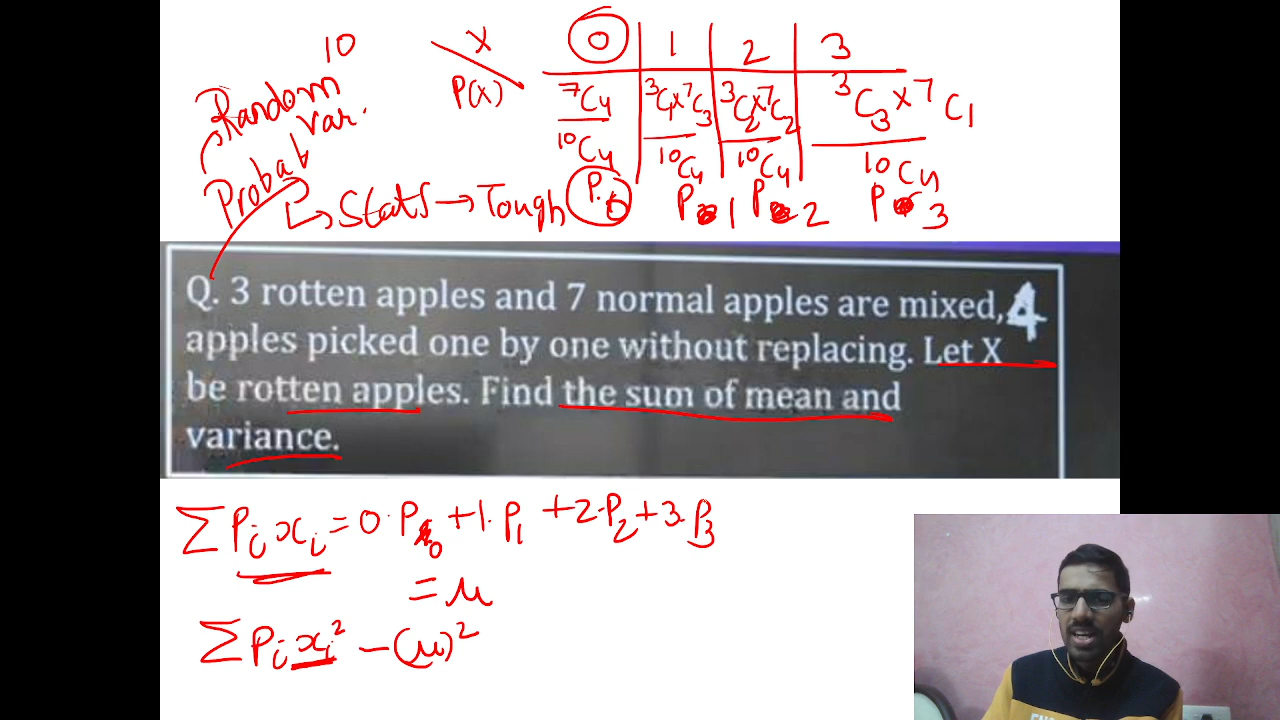 10
Random
var.
Probab
Stats → Tough
X 0 1 2 3
P(X) ⁷C₄/¹⁰C₄ ³C₁×⁷C₃/¹⁰C₄ ³C₂×⁷C₂/¹⁰C₄ ³C₃×⁷C₁/¹⁰C₄
P₀ P₁ P₂ P₃
Q. 3 rotten apples and 7 normal apples are mixed, 4
apples picked one by one without replacing. Let X
be rotten apples. Find the sum of mean and
variance.
∑Pᵢxᵢ = 0·P₀ + 1·P₁ + 2·P₂ + 3·P₃
= μ
∑Pᵢxᵢ² − (μ)²